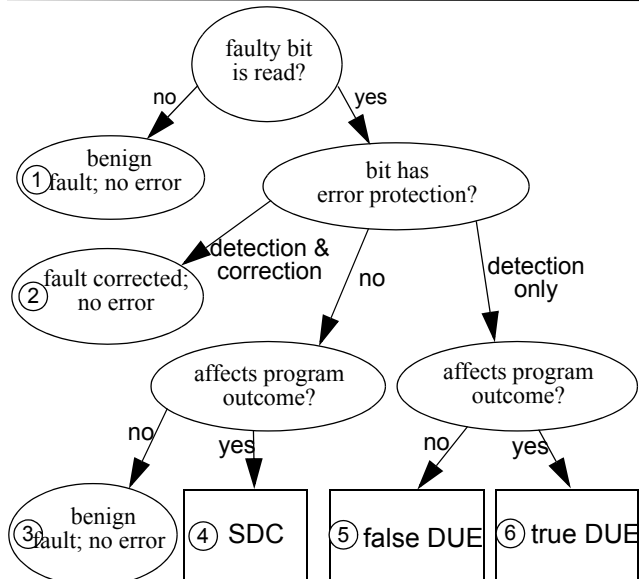 faulty bit
is read?
no
yes
benign
1
fault; no error
bit has
error protection?
detection &
correction
no
detection
only
fault corrected;
2
no error
affects program
outcome?
affects program
outcome?
no
yes
no
yes
benign
3
fault; no error
4 SDC
5 false DUE
6 true DUE